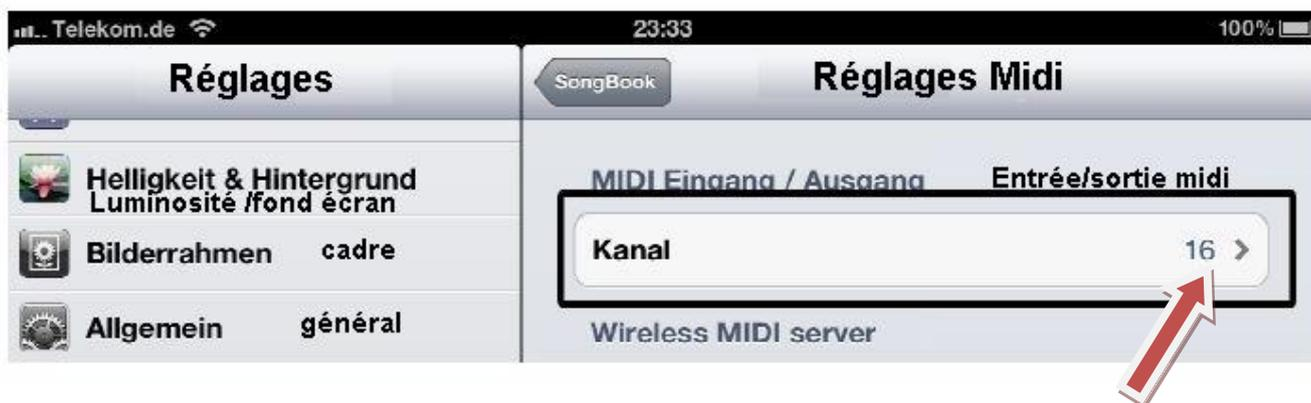 Telekom.de 23:33 100%
Réglages
SongBook Réglages Midi
Helligkeit & Hintergrund
Luminosité /fond écran
Bilderrahmen cadre
Allgemein général
MIDI Eingang / Ausgang Entrée/sortie midi
Kanal 16
Wireless MIDI server